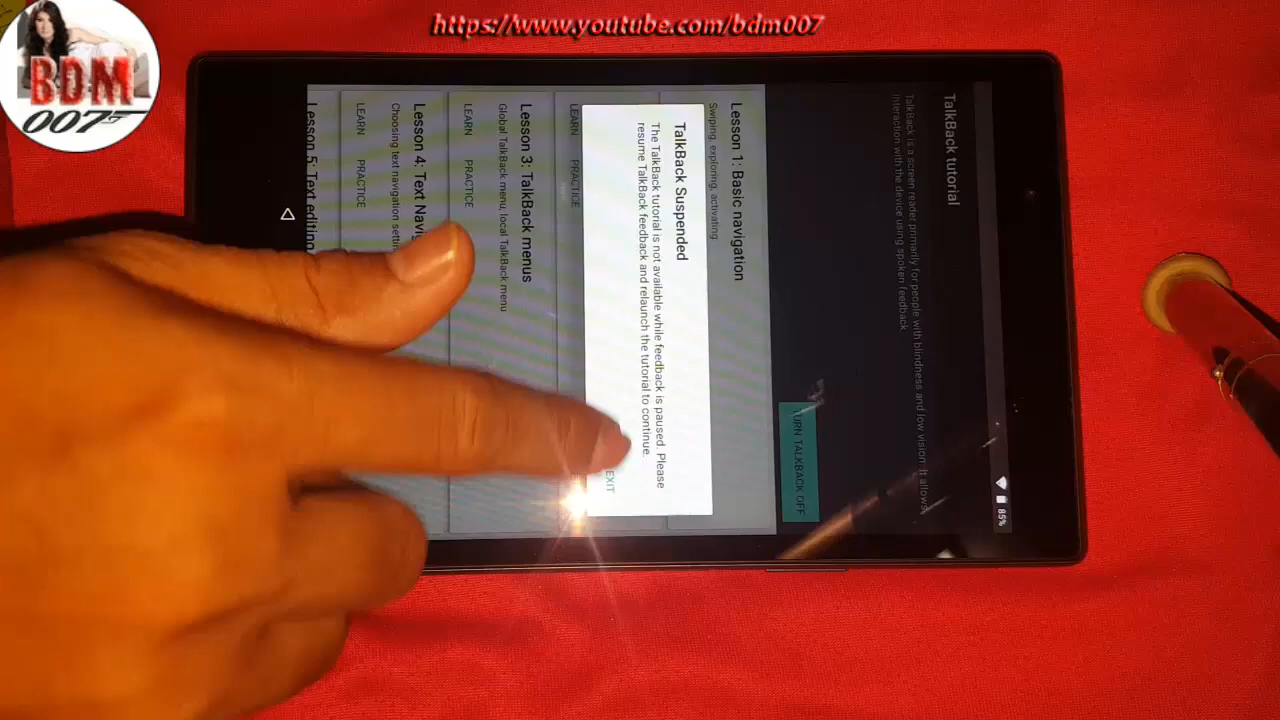 https://www.youtube.com/bdm007
BDM
007
85%
TalkBack tutorial
TalkBack is a screen reader primarily for people with blindness and low vision. It allows
interaction with the device using spoken feedback.
TURN TALKBACK OFF
Lesson 1: Basic navigation
Swiping, exploring, activating
TalkBack Suspended
The TalkBack tutorial is not available while feedback is paused. Please
resume TalkBack feedback and relaunch the tutorial to continue.
EXIT
LEARN PRACTICE
Lesson 3: TalkBack menus
Global TalkBack menu, local TalkBack menu
LEARN PRACTICE
Lesson 4: Text
Choosing text navigation
LEARN PRACTICE
Lesson 5: Text editing